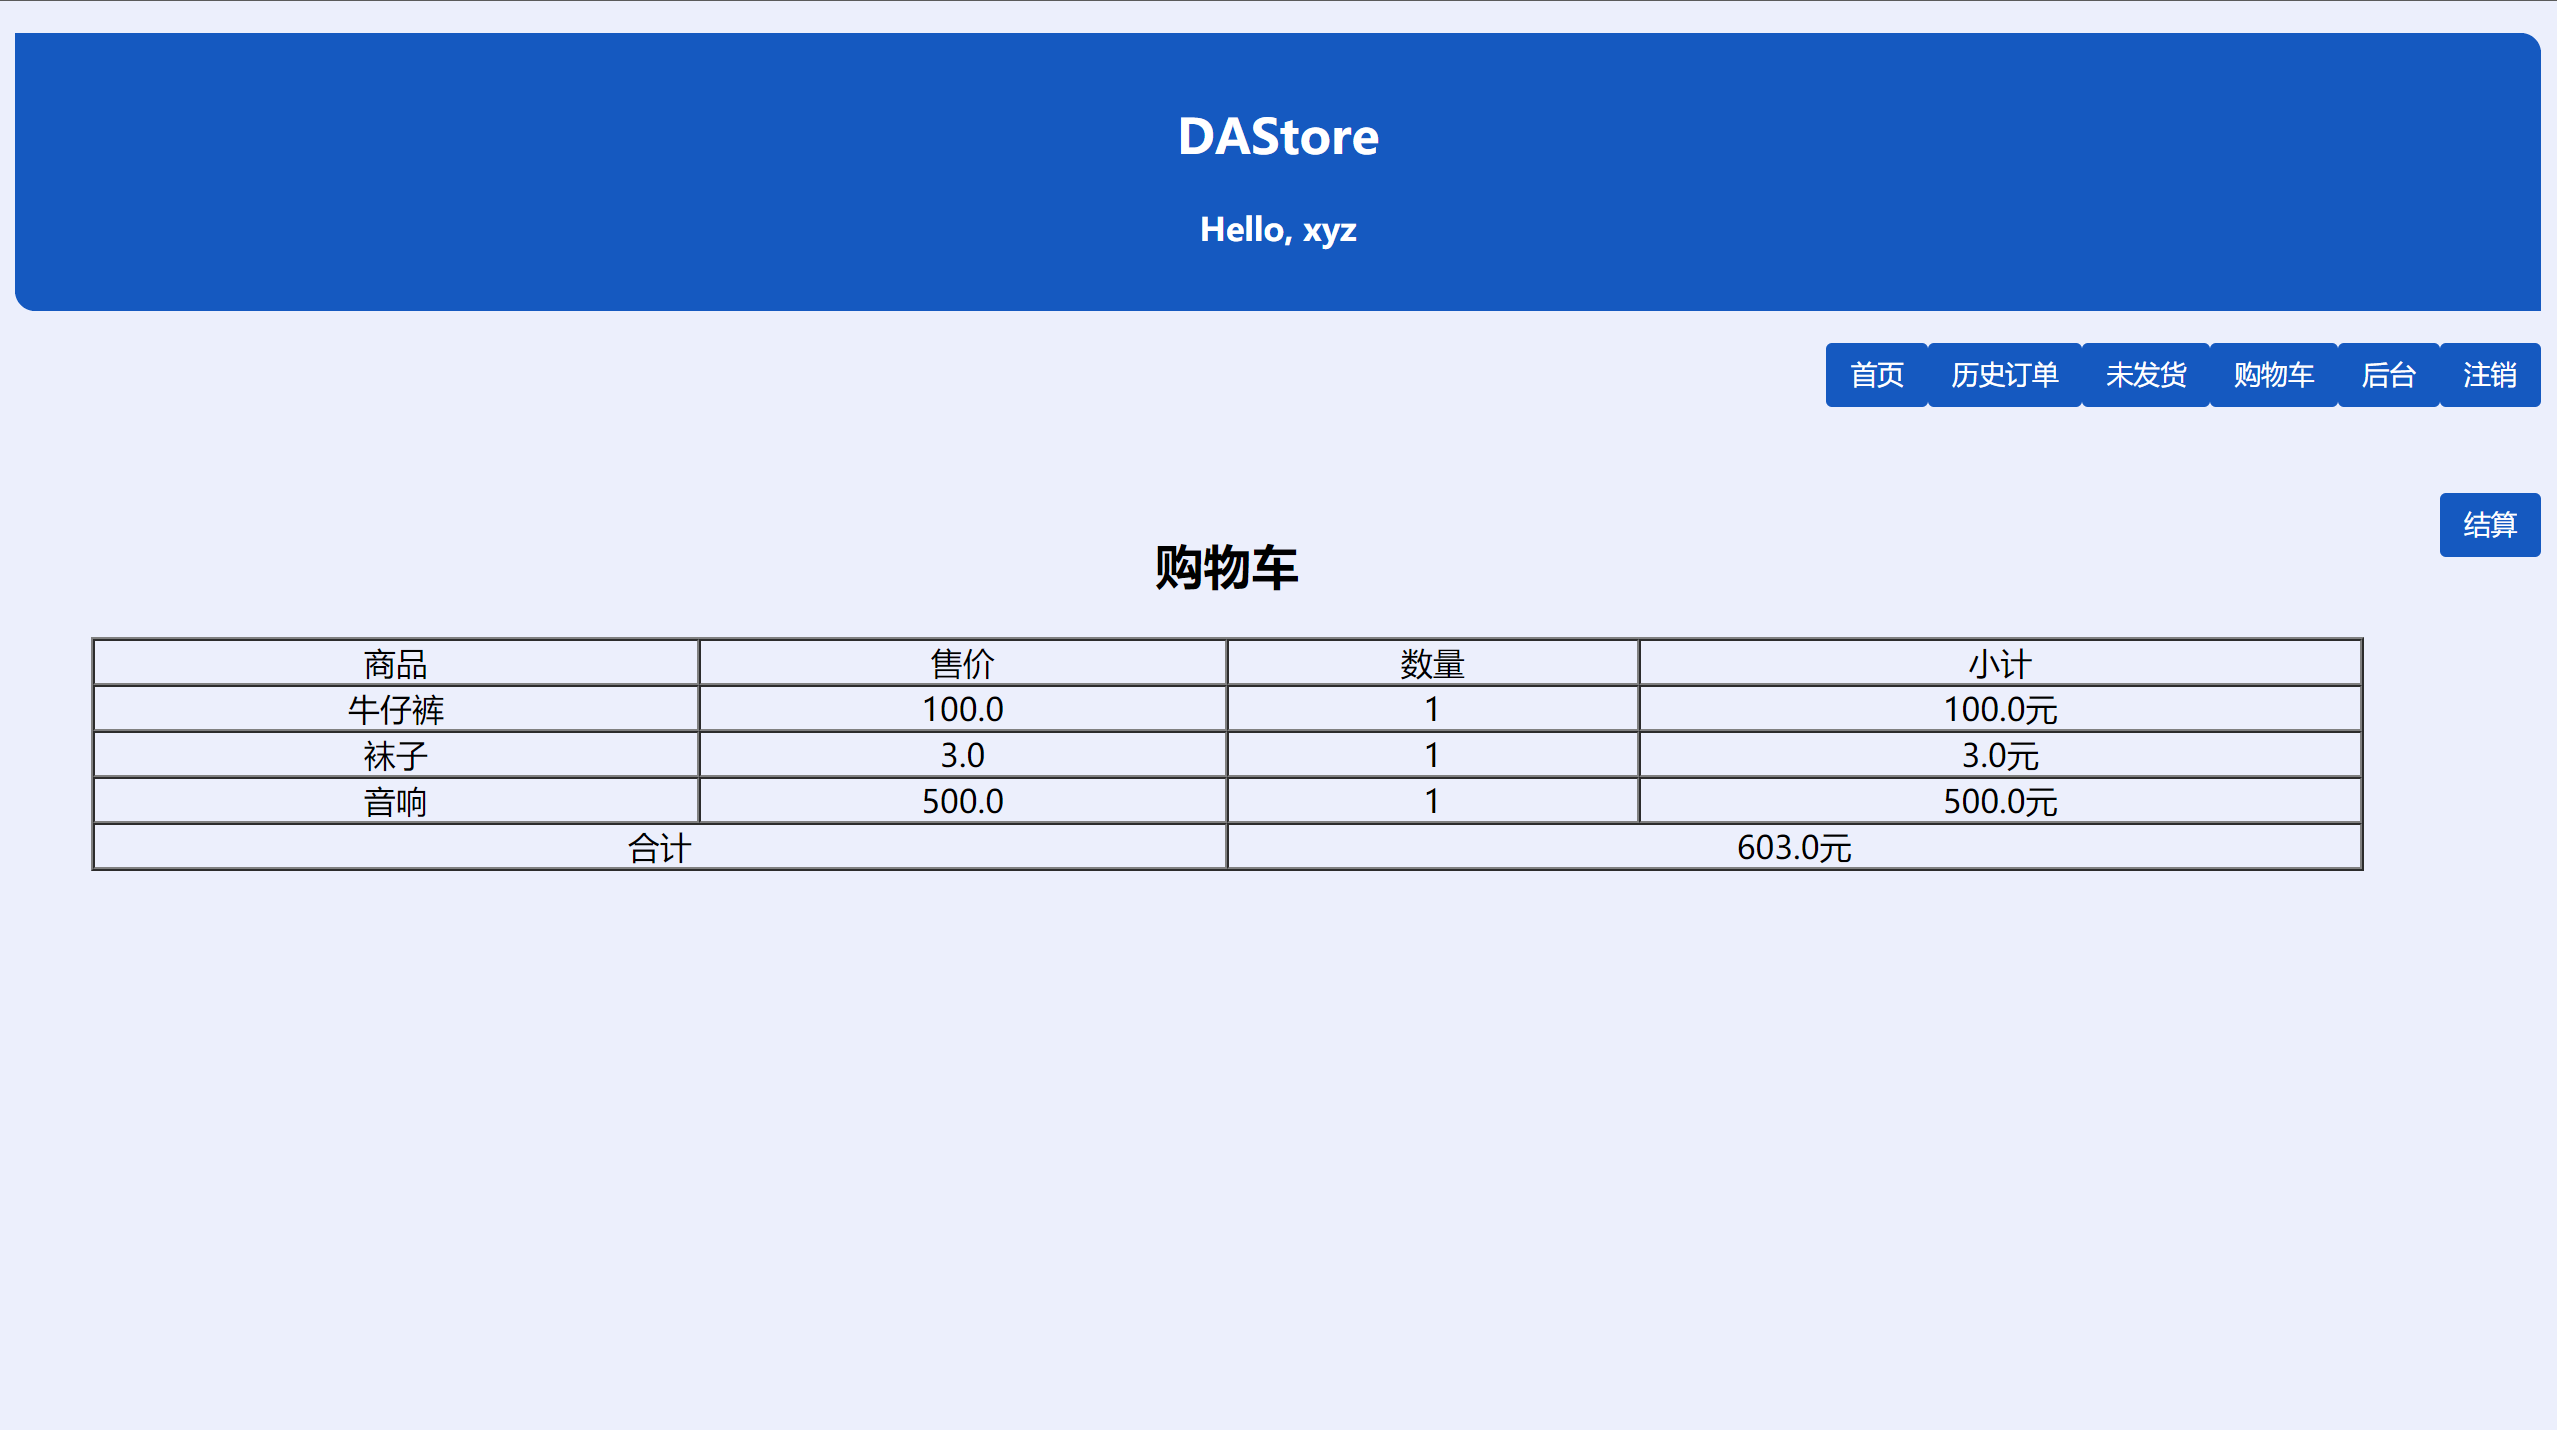 DAStore
Hello, xyz
首页 历史订单 未发货 购物车 后台 注销
结算
购物车
商品 售价 数量 小计
牛仔裤 100.0 1 100.0元
袜子 3.0 1 3.0元
音响 500.0 1 500.0元
合计 603.0元